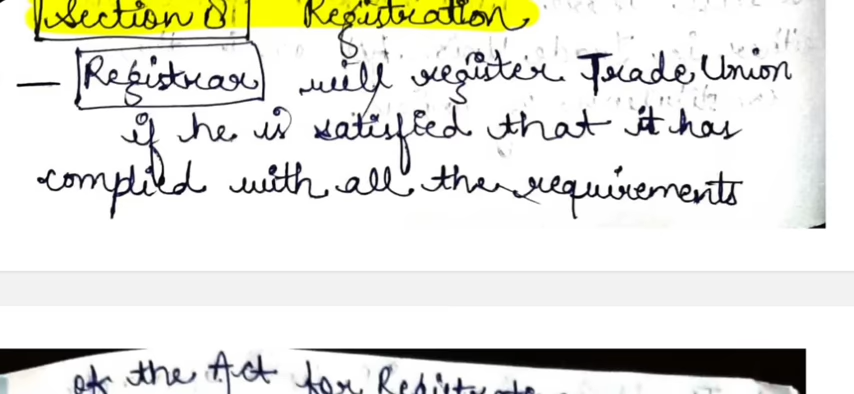 Section 8 Registration
— Registrar will register Trade Union
if he is satisfied that it has
complied with all the requirements
of the Act for